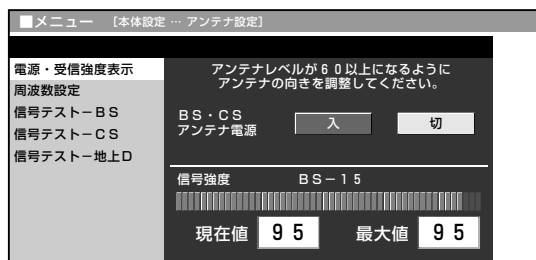 ■メニュー [本体設定 … アンテナ設定]
電源・受信強度表示
周波数設定
信号テストーBS
信号テストーCS
信号テストー地上D
アンテナレベルが60以上になるように
アンテナの向きを調整してください。
BS・CS
アンテナ電源
入
切
信号強度 BS－15
現在値 95 最大値 95